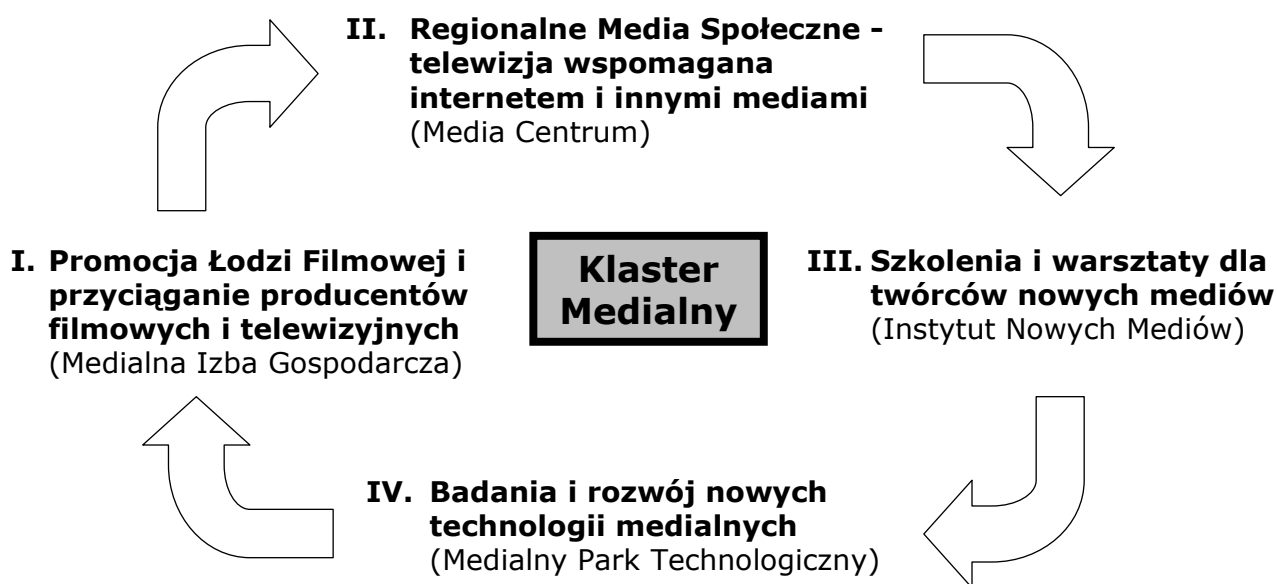 II. Regionalne Media Społeczne -
telewizja wspomagana
internetem i innymi mediami
(Media Centrum)
I. Promocja Łodzi Filmowej i
przyciąganie producentów
filmowych i telewizyjnych
(Medialna Izba Gospodarcza)
Klaster
Medialny
III. Szkolenia i warsztaty dla
twórców nowych mediów
(Instytut Nowych Mediów)
IV. Badania i rozwój nowych
technologii medialnych
(Medialny Park Technologiczny)